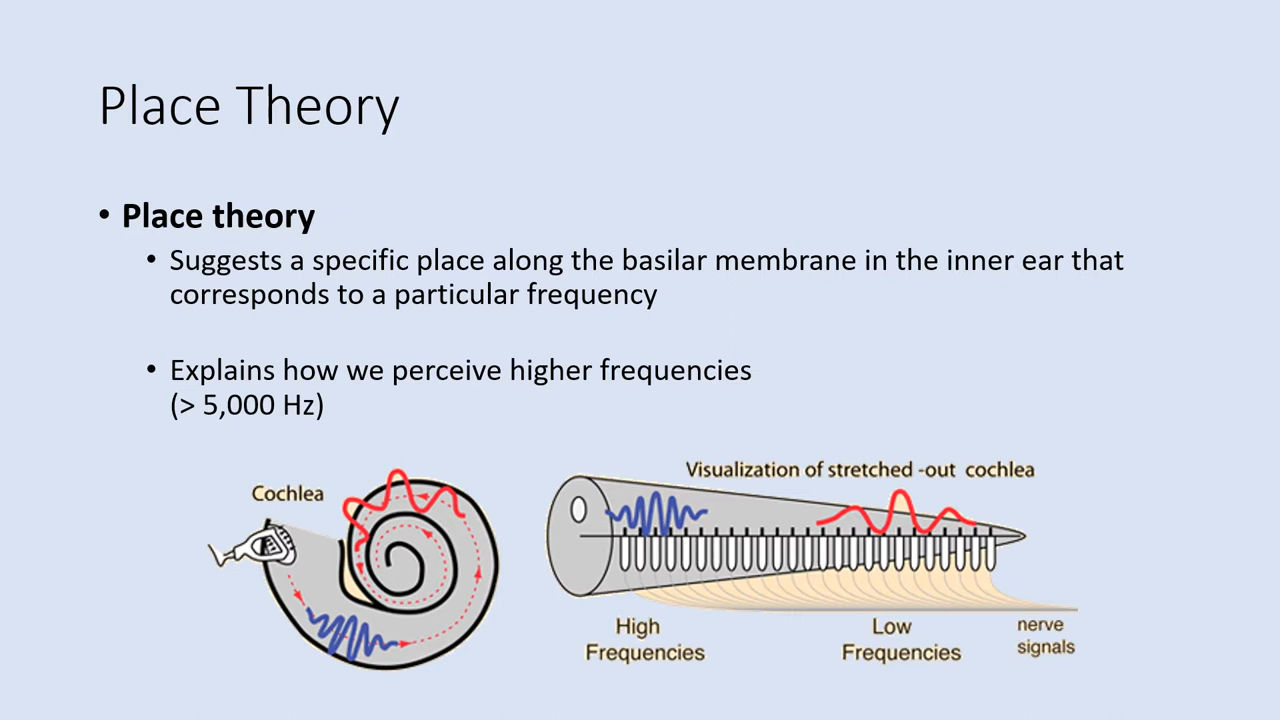 Place Theory
• Place theory
• Suggests a specific place along the basilar membrane in the inner ear that
corresponds to a particular frequency
• Explains how we perceive higher frequencies
(> 5,000 Hz)
Cochlea
Visualization of stretched -out cochlea
High
Frequencies
Low
Frequencies
nerve
signals